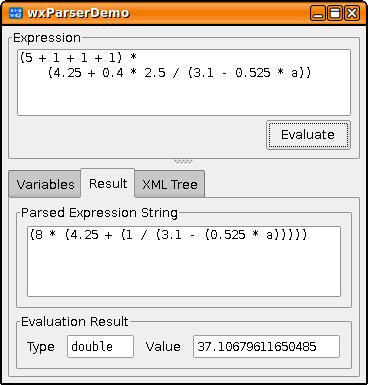 wxParserDemo
Expression
(5 + 1 + 1 + 1) *
(4.25 + 0.4 * 2.5 / (3.1 - 0.525 * a))
Evaluate
Variables Result XML Tree
Parsed Expression String
(8 * (4.25 + (1 / (3.1 - (0.525 * a)))))
Evaluation Result
Type double Value 37.10679611650485